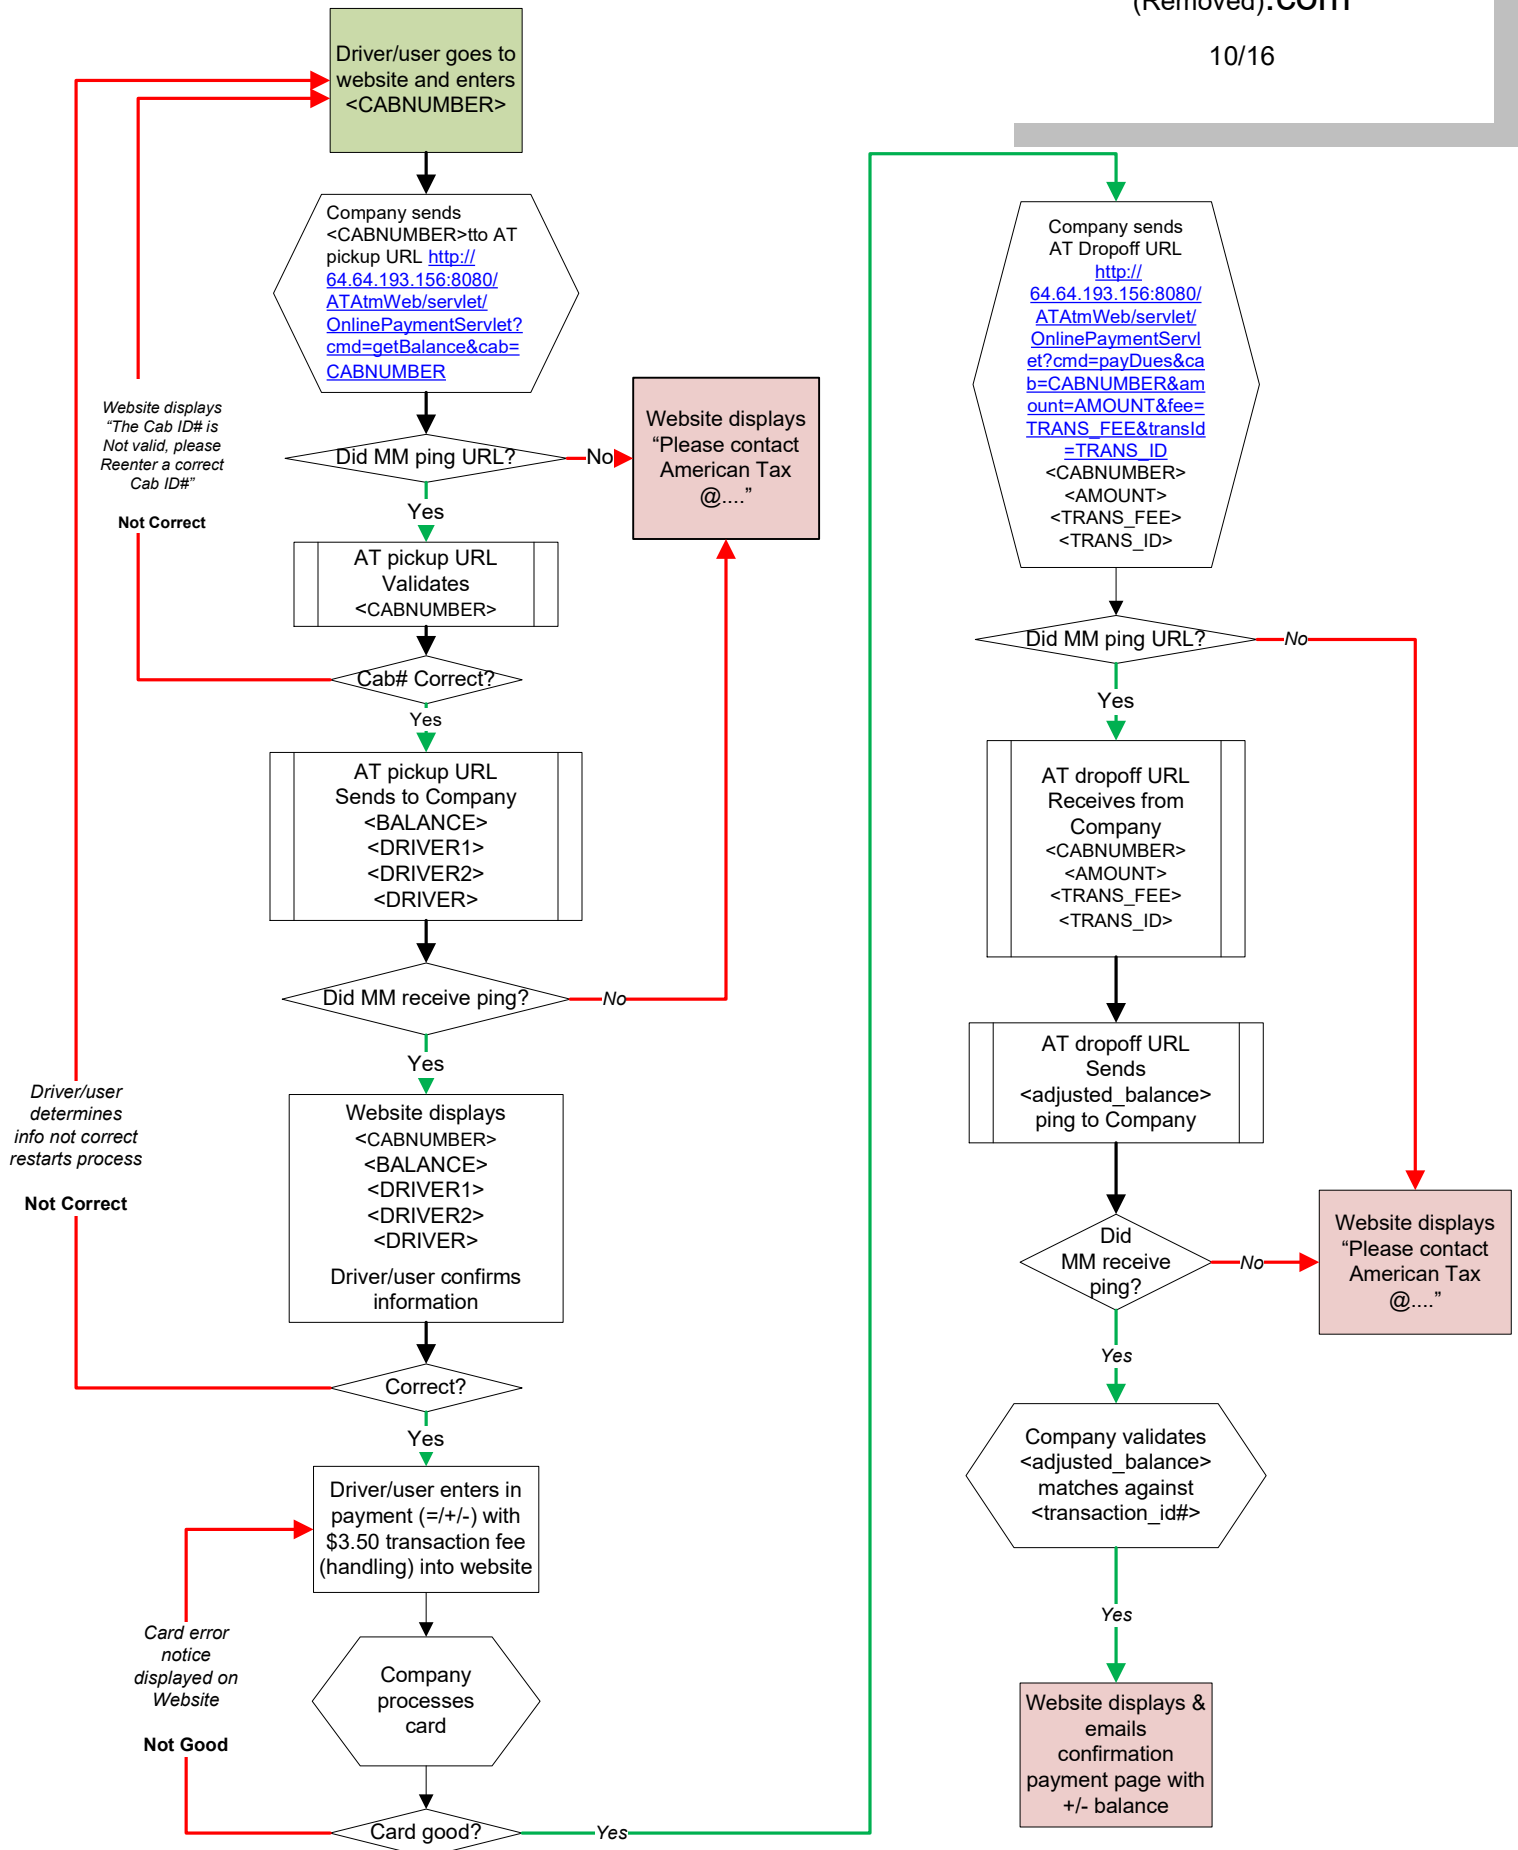 (Removed).com
10/16
Driver/user goes to
website and enters
<CABNUMBER>
Company sends
<CABNUMBER>tto AT
pickup URL http://
64.64.193.156:8080/
ATAtmWeb/servlet/
OnlinePaymentServlet?
cmd=getBalance&cab=
CABNUMBER
Did MM ping URL?
No
Website displays
“Please contact
American Tax
@....”
Yes
AT pickup URL
Validates
<CABNUMBER>
Cab# Correct?
Website displays
“The Cab ID# is
Not valid, please
Reenter a correct
Cab ID#”
Not Correct
Yes
AT pickup URL
Sends to Company
<BALANCE>
<DRIVER1>
<DRIVER2>
<DRIVER>
Did MM receive ping?
No
Yes
Website displays
<CABNUMBER>
<BALANCE>
<DRIVER1>
<DRIVER2>
<DRIVER>
Driver/user confirms
information
Correct?
Driver/user
determines
info not correct
restarts process
Not Correct
Yes
Driver/user enters in
payment (=/+/-) with
$3.50 transaction fee
(handling) into website
Company
processes
card
Card good?
Card error
notice
displayed on
Website
Not Good
Yes
Company sends
AT Dropoff URL
http://
64.64.193.156:8080/
ATAtmWeb/servlet/
OnlinePaymentServl
et?cmd=payDues&ca
b=CABNUMBER&am
ount=AMOUNT&fee=
TRANS_FEE&transId
=TRANS_ID
<CABNUMBER>
<AMOUNT>
<TRANS_FEE>
<TRANS_ID>
Did MM ping URL?
No
Yes
AT dropoff URL
Receives from
Company
<CABNUMBER>
<AMOUNT>
<TRANS_FEE>
<TRANS_ID>
AT dropoff URL
Sends
<adjusted_balance>
ping to Company
Did
MM receive
ping?
No
Website displays
“Please contact
American Tax
@....”
Yes
Company validates
<adjusted_balance>
matches against
<transaction_id#>
Yes
Website displays &
emails
confirmation
payment page with
+/- balance